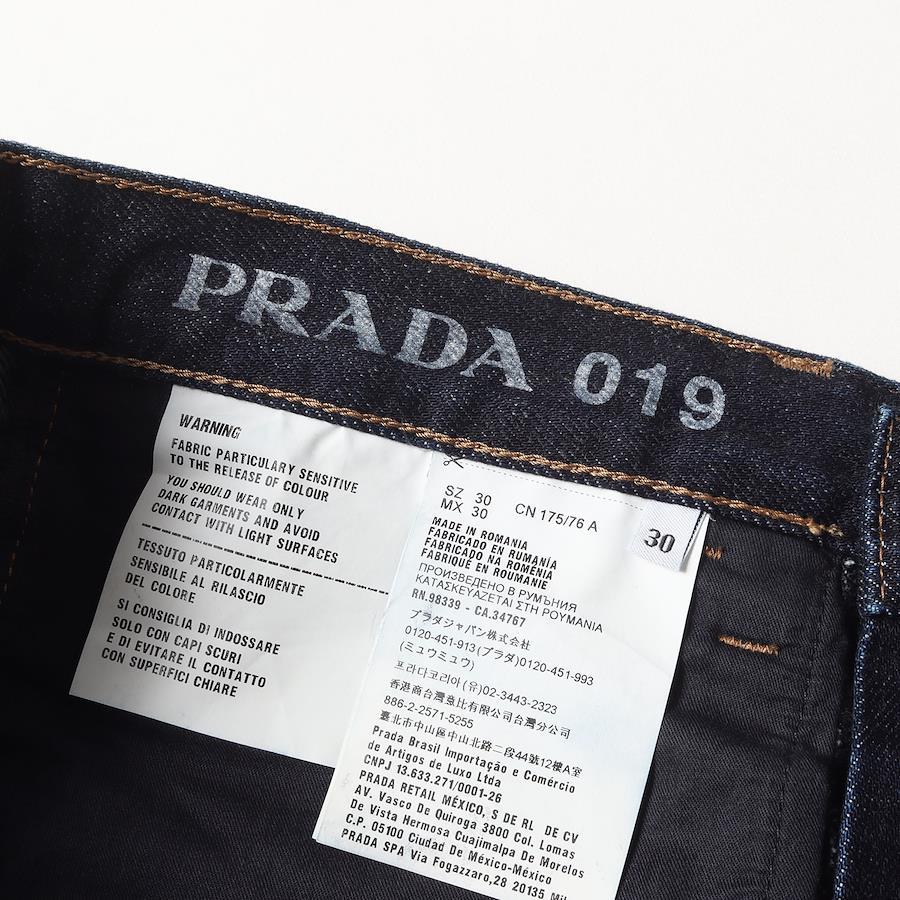 PRADA 019
WARNING
FABRIC PARTICULARY SENSITIVE
TO THE RELEASE OF COLOUR
YOU SHOULD WEAR ONLY
DARK GARMENTS AND AVOID
CONTACT WITH LIGHT SURFACES
TESSUTO PARTICOLARMENTE
SENSIBILE AL RILASCIO
DEL COLORE
SI CONSIGLIA DI INDOSSARE
SOLO CON CAPI SCURI
E DI EVITARE IL CONTATTO
CON SUPERFICI CHIARE
SZ 30
MX 30
CN 175/76 A
30
MADE IN ROMANIA
FABRICADO EN RUMANÍA
FABRICADO NA ROMÉNIA
FABRIQUE EN ROUMANIE
ПРОИЗВЕДЕНО В РУМЪНИЯ
ΚΑΤΑΣΚΕΥΑΖΕΤΑΙ ΣΤΗ ΡΟΥΜΑΝΙΑ
RN.98339 - CA.34767
プラダジャパン株式会社
0120-451-913(プラダ)0120-451-993
(ミュウミュウ)
프라다코리아(유)02-3443-2323
香港商台灣意比有限公司台灣分公司
886-2-2571-5255
臺北市中山區中山北路二段44號12樓A室
Prada Brasil Importação e Comércio
de Artigos de Luxo Ltda
CNPJ 13.633.271/0001-26
PRADA RETAIL MÉXICO, S DE RL DE CV
AV. Vasco De Quiroga 3800 Col. Lomas
De Vista Hermosa Cuajimalpa De Morelos
C.P. 05100 Ciudad De México-México
PRADA SPA Via Fogazzaro,28 20135